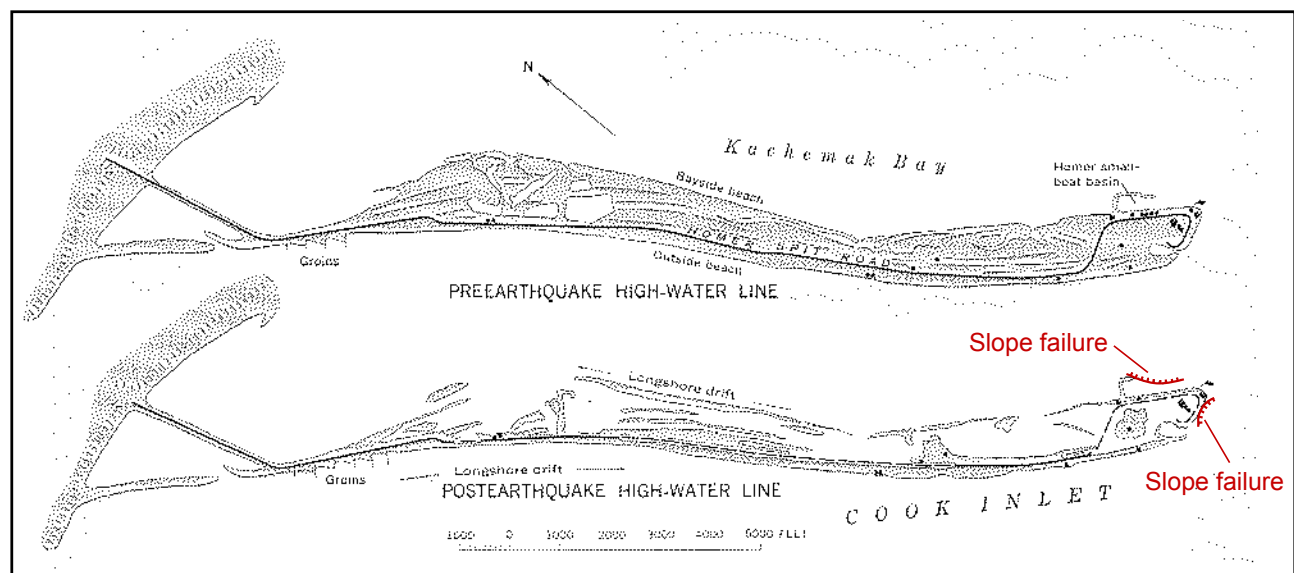 N
Kachemak Bay
Homer small-
boat basin
Bayside beach
HOMER SPIT ROAD
Outside beach
Groins
PREEARTHQUAKE HIGH-WATER LINE
Slope failure
Longshore drift
Slope failure
Longshore drift
Groins
POSTEARTHQUAKE HIGH-WATER LINE
COOK INLET
1000 0 1000 2000 3000 4000 5000 FEET